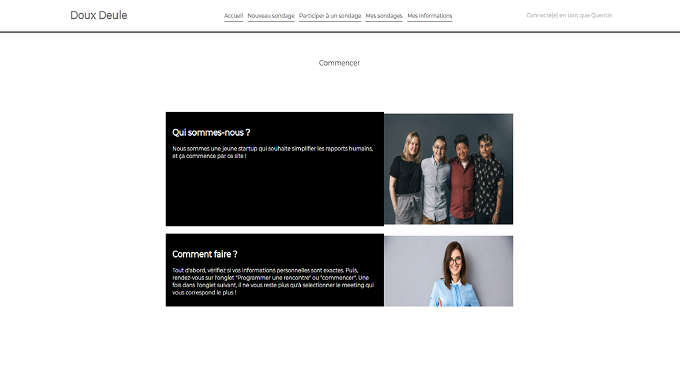 Doux Deule
Accueil Nouveau sondage Participer à un sondage Mes sondages Mes informations
Connecté(e) en tant que Quentin
Commencer
Qui sommes-nous ?
Nous sommes une jeune startup qui souhaite simplifier les rapports humains,
et ça commence par ce site !
Comment faire ?
Tout d'abord, vérifiez si vos informations personnelles sont exactes. Puis,
rendez-vous sur l'onglet "Programmer une rencontre" ou "commencer". Une
fois dans l'onglet suivant, il ne vous reste plus qu'à selectionner le meeting qui
vous correspond le plus !